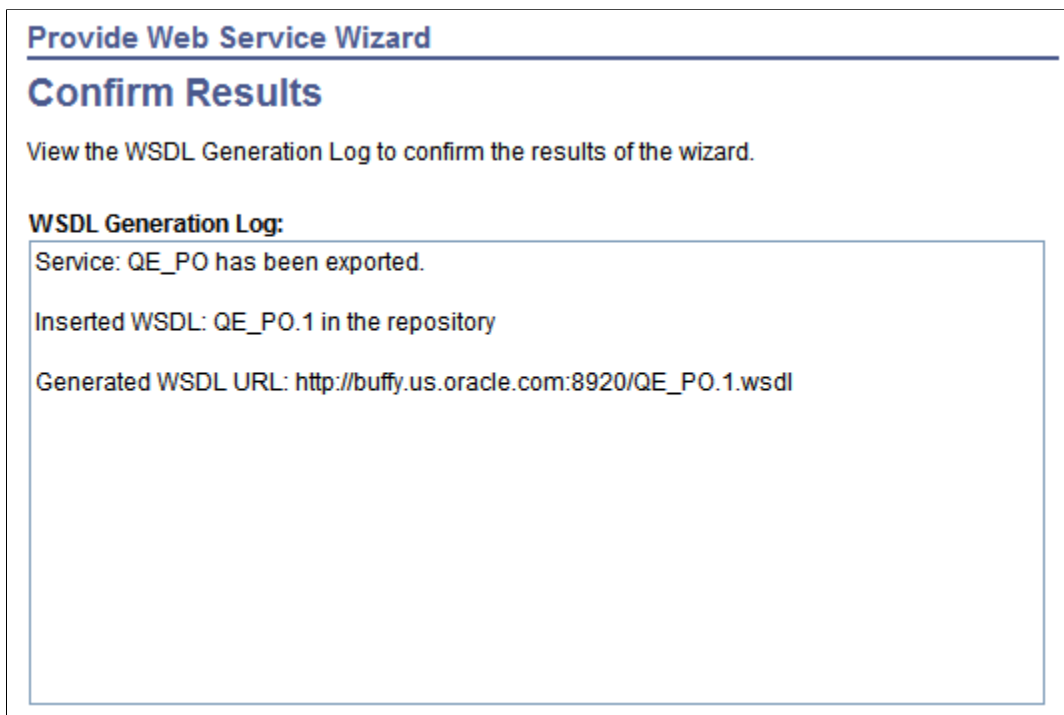 Provide Web Service Wizard
Confirm Results
View the WSDL Generation Log to confirm the results of the wizard.
WSDL Generation Log:
Service: QE_PO has been exported.
Inserted WSDL: QE_PO.1 in the repository
Generated WSDL URL: http://buffy.us.oracle.com:8920/QE_PO.1.wsdl